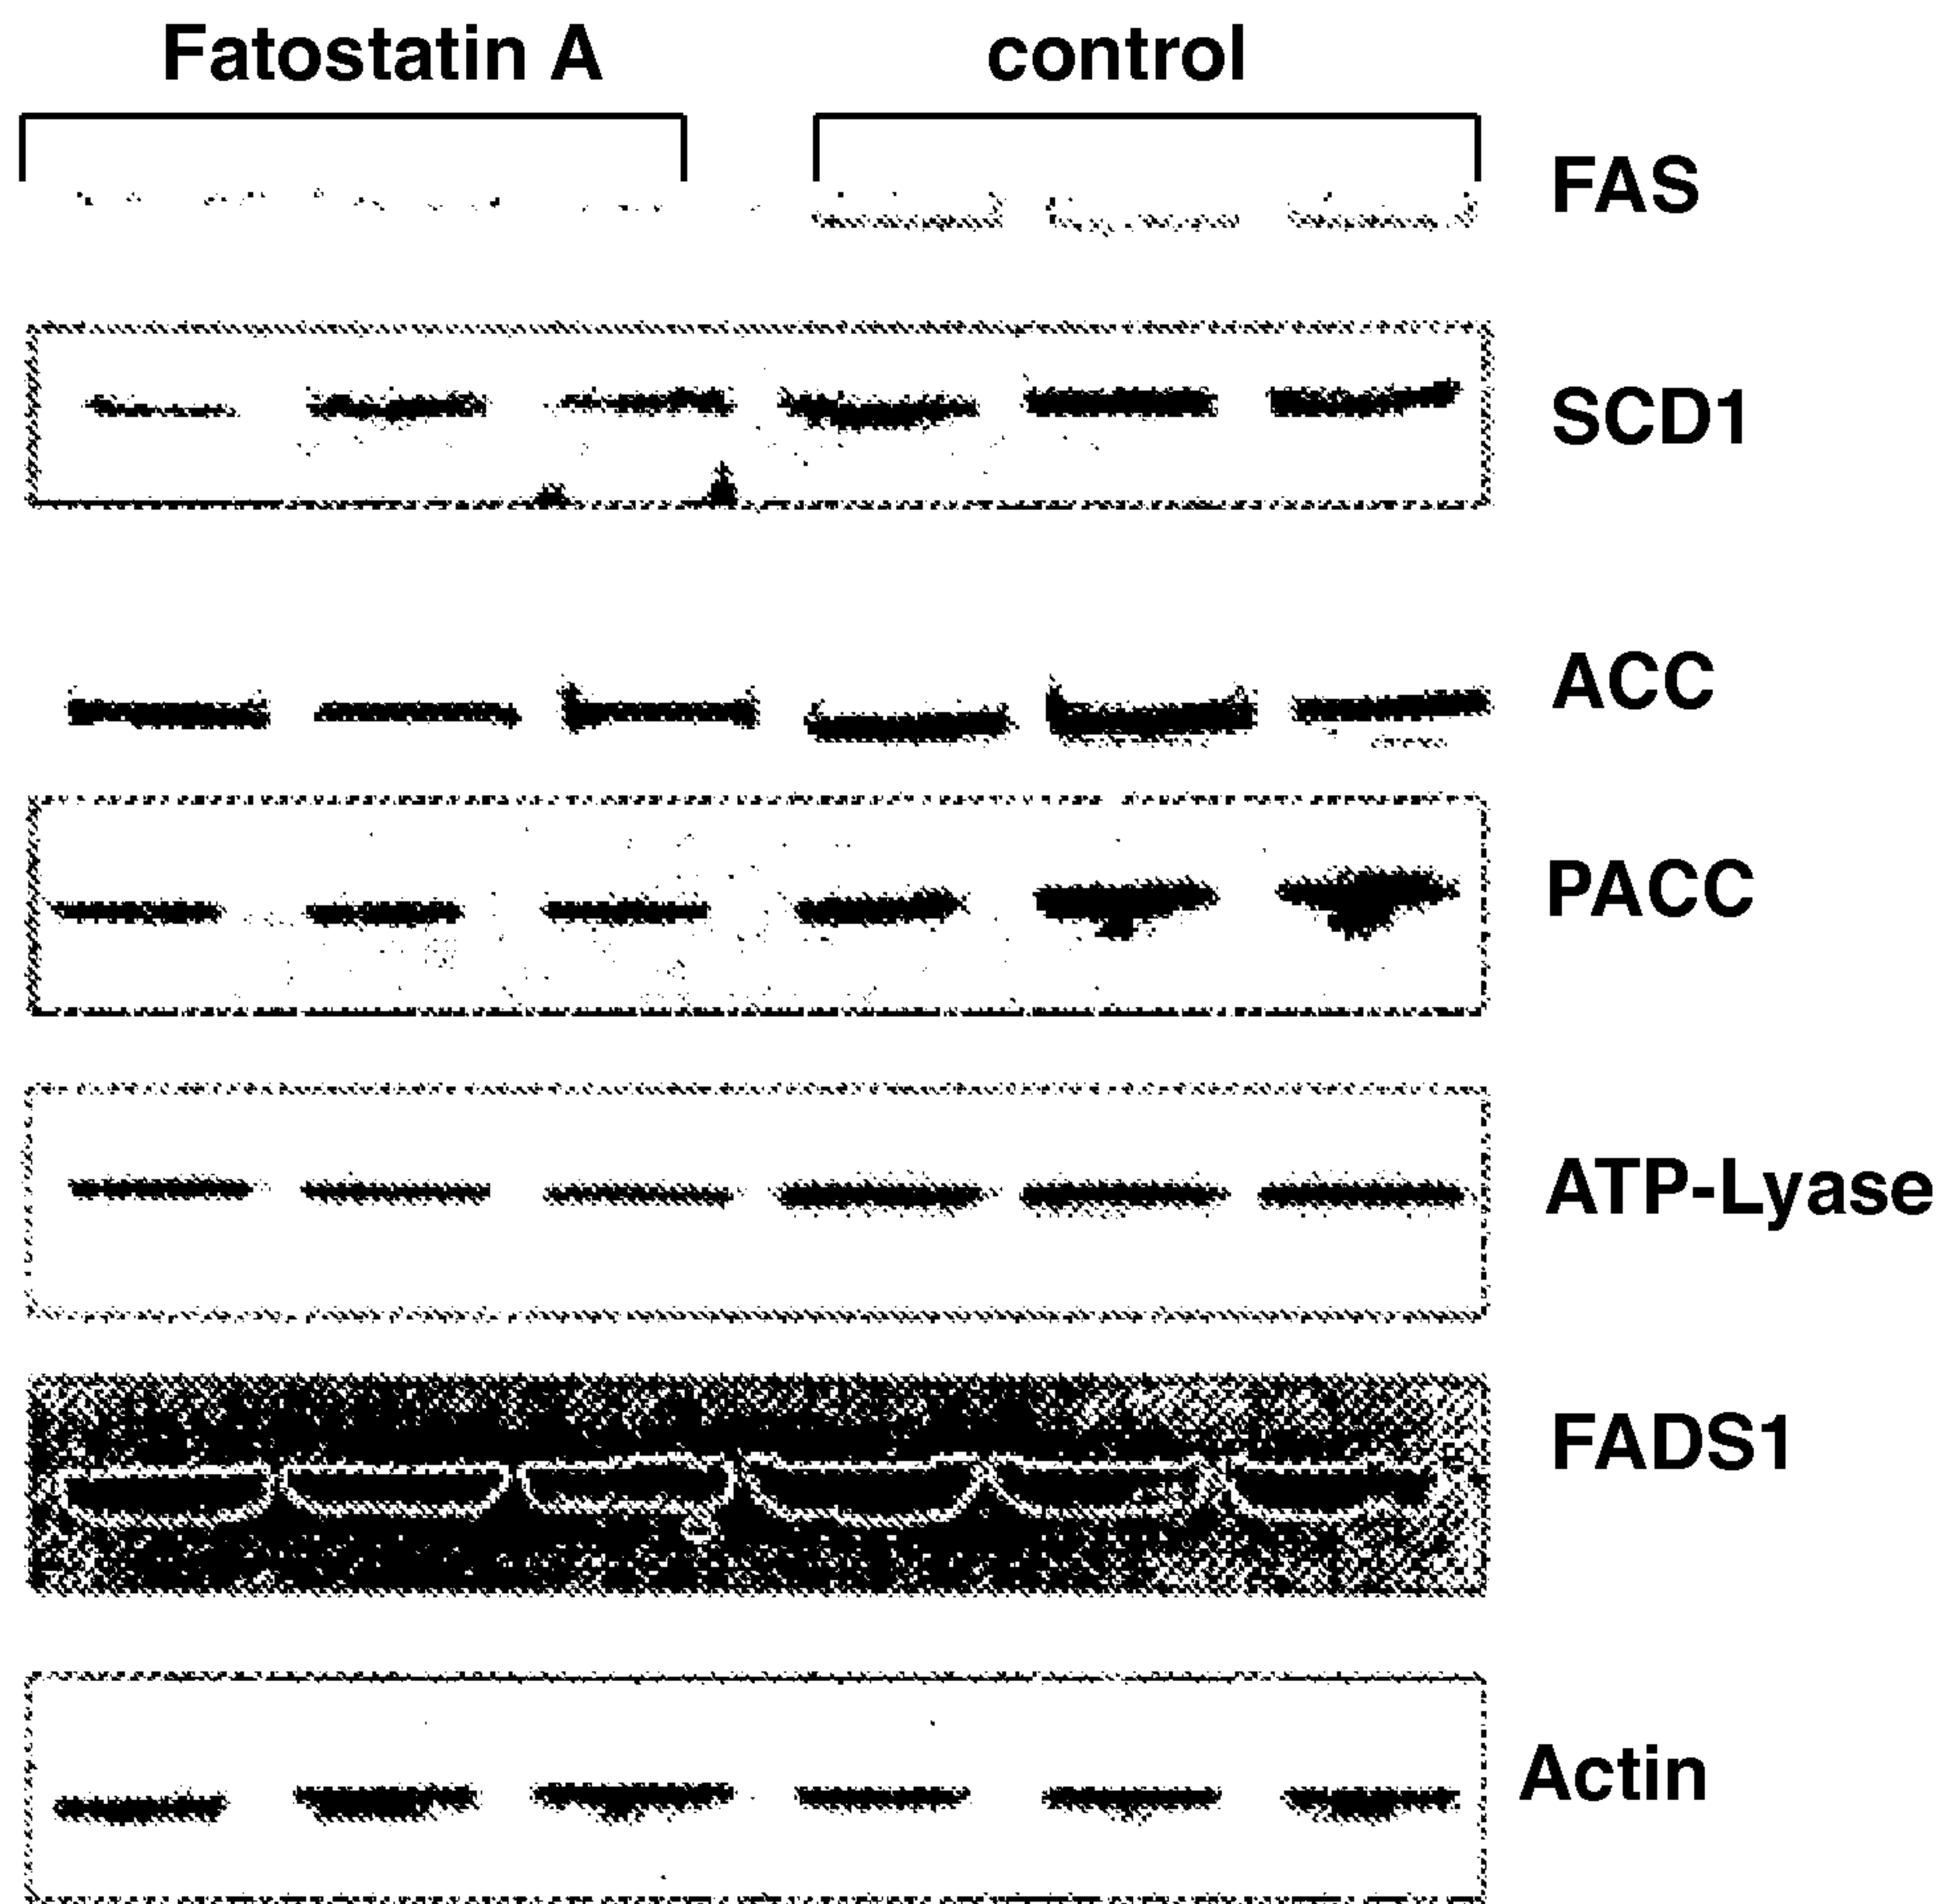 Fatostatin A control
FAS
SCD1
ACC
PACC
ATP-Lyase
FADS1
Actin